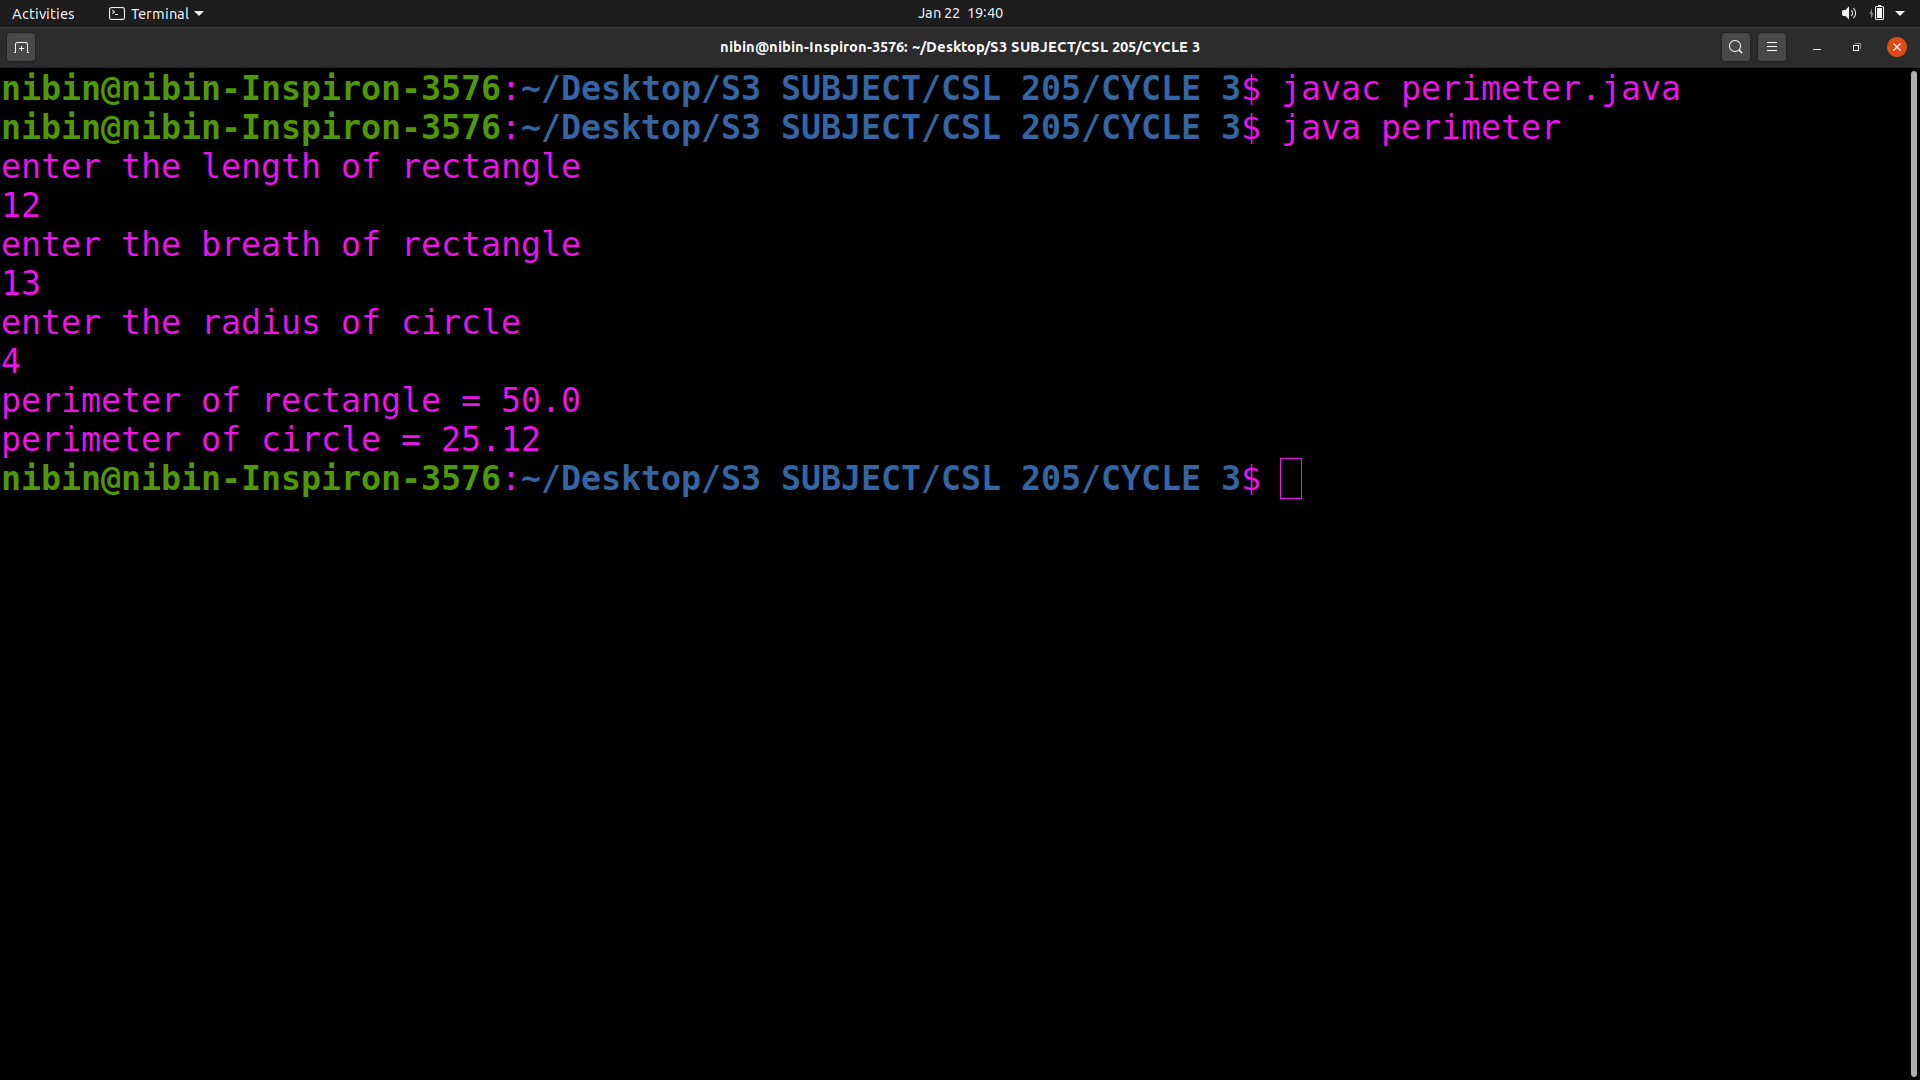 Activities Terminal Jan 22 19:40
nibin@nibin-Inspiron-3576: ~/Desktop/S3 SUBJECT/CSL 205/CYCLE 3
nibin@nibin-Inspiron-3576:~/Desktop/S3 SUBJECT/CSL 205/CYCLE 3$ javac perimeter.java
nibin@nibin-Inspiron-3576:~/Desktop/S3 SUBJECT/CSL 205/CYCLE 3$ java perimeter
enter the length of rectangle
12
enter the breath of rectangle
13
enter the radius of circle
4
perimeter of rectangle = 50.0
perimeter of circle = 25.12
nibin@nibin-Inspiron-3576:~/Desktop/S3 SUBJECT/CSL 205/CYCLE 3$